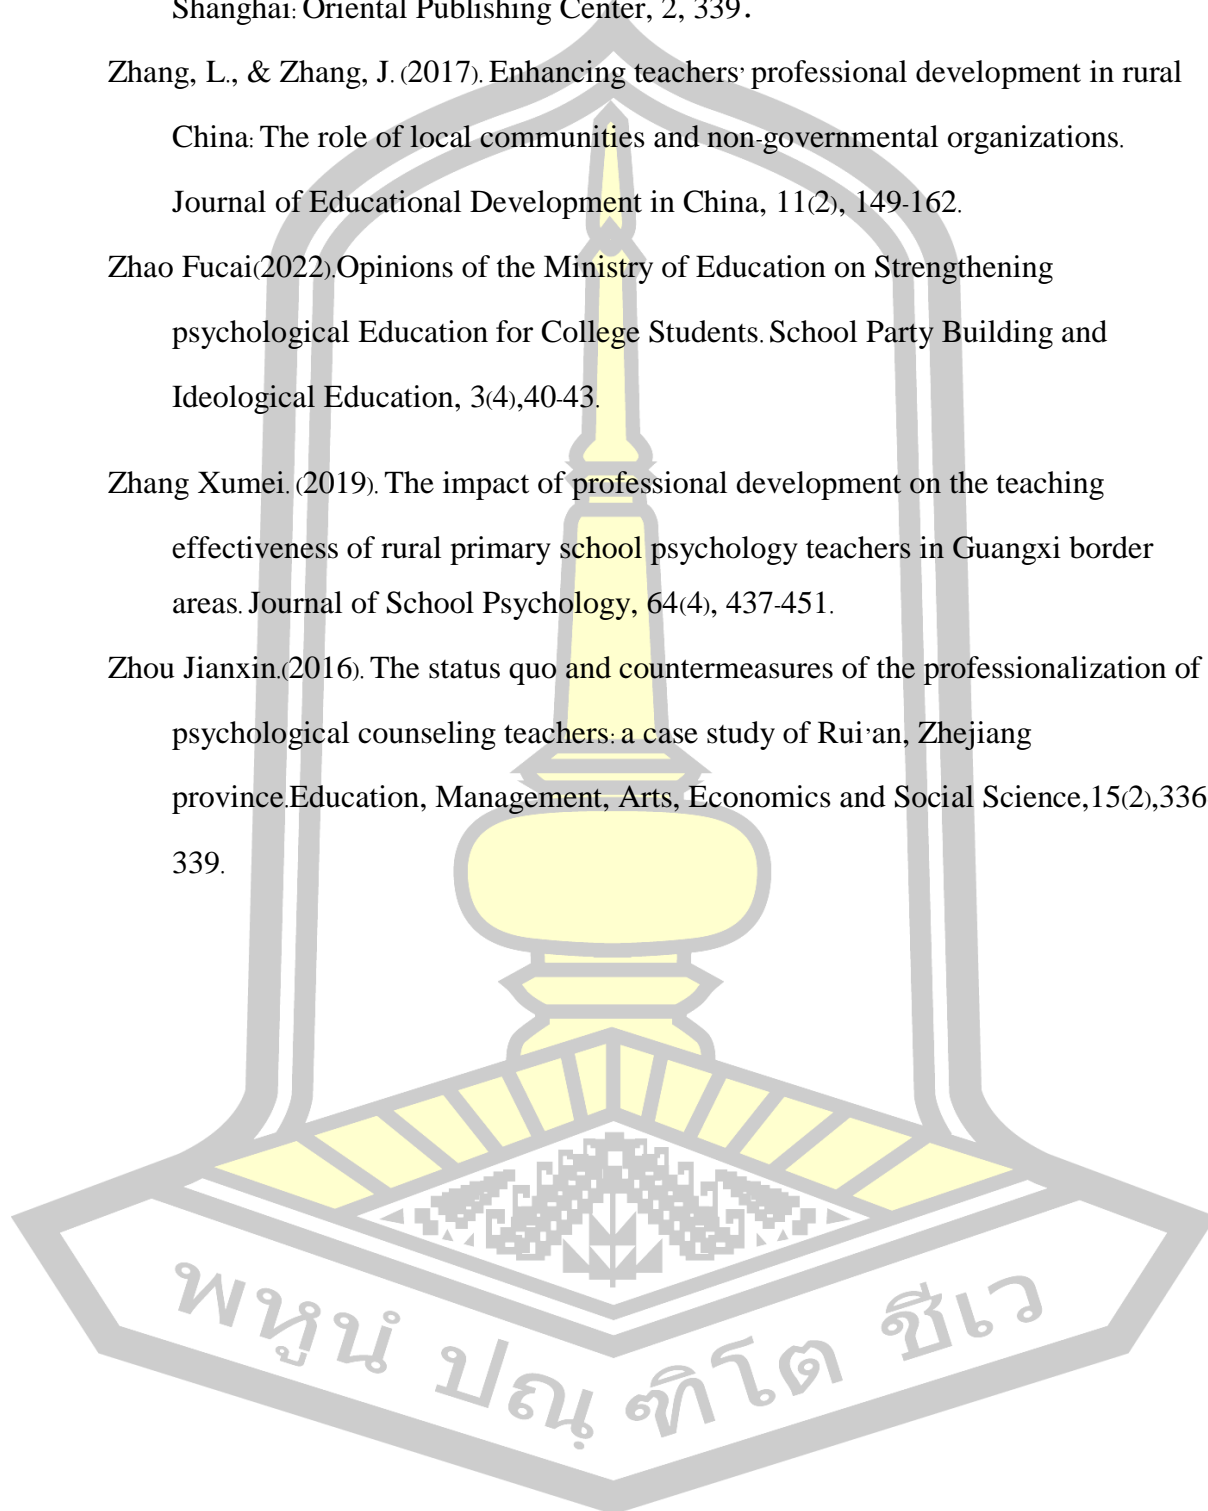 Shanghai: Oriental Publishing Center, 2, 339.
Zhang, L., & Zhang, J. (2017). Enhancing teachers' professional development in rural
China: The role of local communities and non-governmental organizations.
Journal of Educational Development in China, 11(2), 149-162.
Zhao Fucai(2022).Opinions of the Ministry of Education on Strengthening
psychological Education for College Students. School Party Building and
Ideological Education, 3(4),40-43.
Zhang Xumei. (2019). The impact of professional development on the teaching
effectiveness of rural primary school psychology teachers in Guangxi border
areas. Journal of School Psychology, 64(4), 437-451.
Zhou Jianxin.(2016). The status quo and countermeasures of the professionalization of
psychological counseling teachers: a case study of Rui'an, Zhejiang
province.Education, Management, Arts, Economics and Social Science,15(2),336
339.
พหูนํ ปณฺฑิโต ชีเว